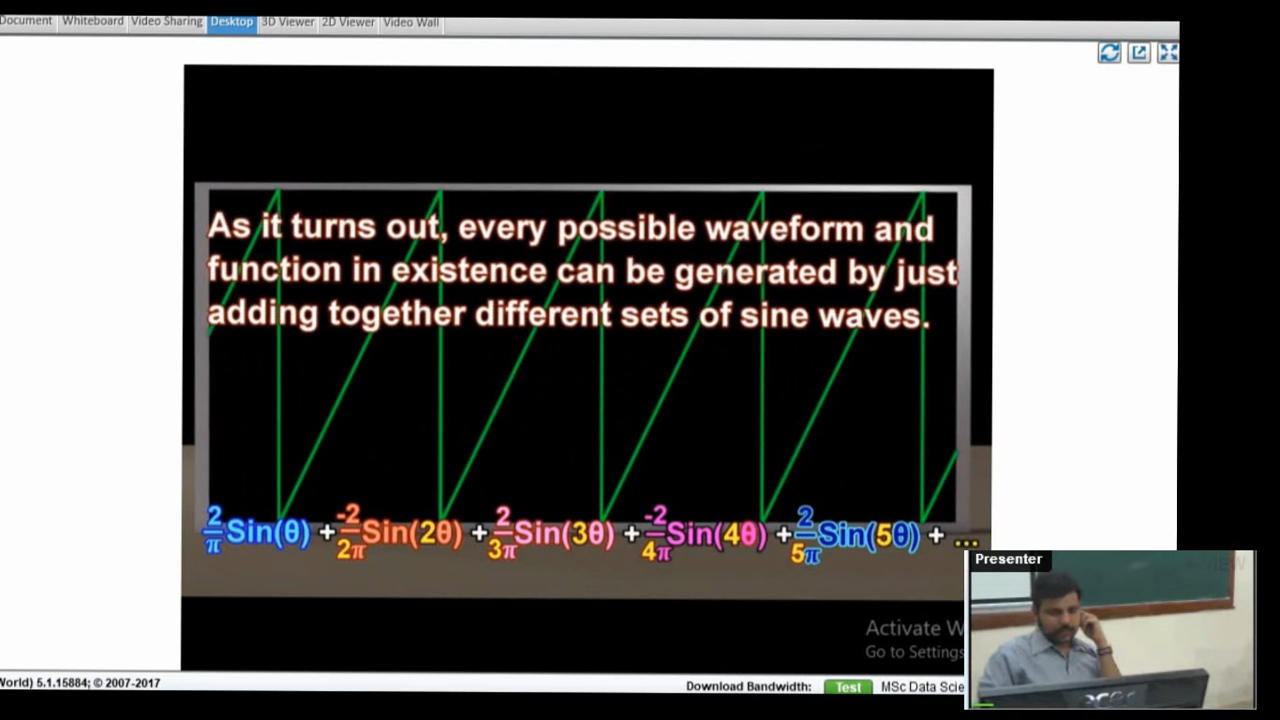 Document Whiteboard Video Sharing Desktop 3D Viewer 2D Viewer Video Wall
As it turns out, every possible waveform and
function in existence can be generated by just
adding together different sets of sine waves.
2/π Sin(θ) + -2/2π Sin(2θ) + 2/3π Sin(3θ) + -2/4π Sin(4θ) + 2/5π Sin(5θ) + ...
Presenter
Activate W
Go to Settings
World) 5.1.15884; © 2007-2017
Download Bandwidth: Test MSc Data Scie
acer